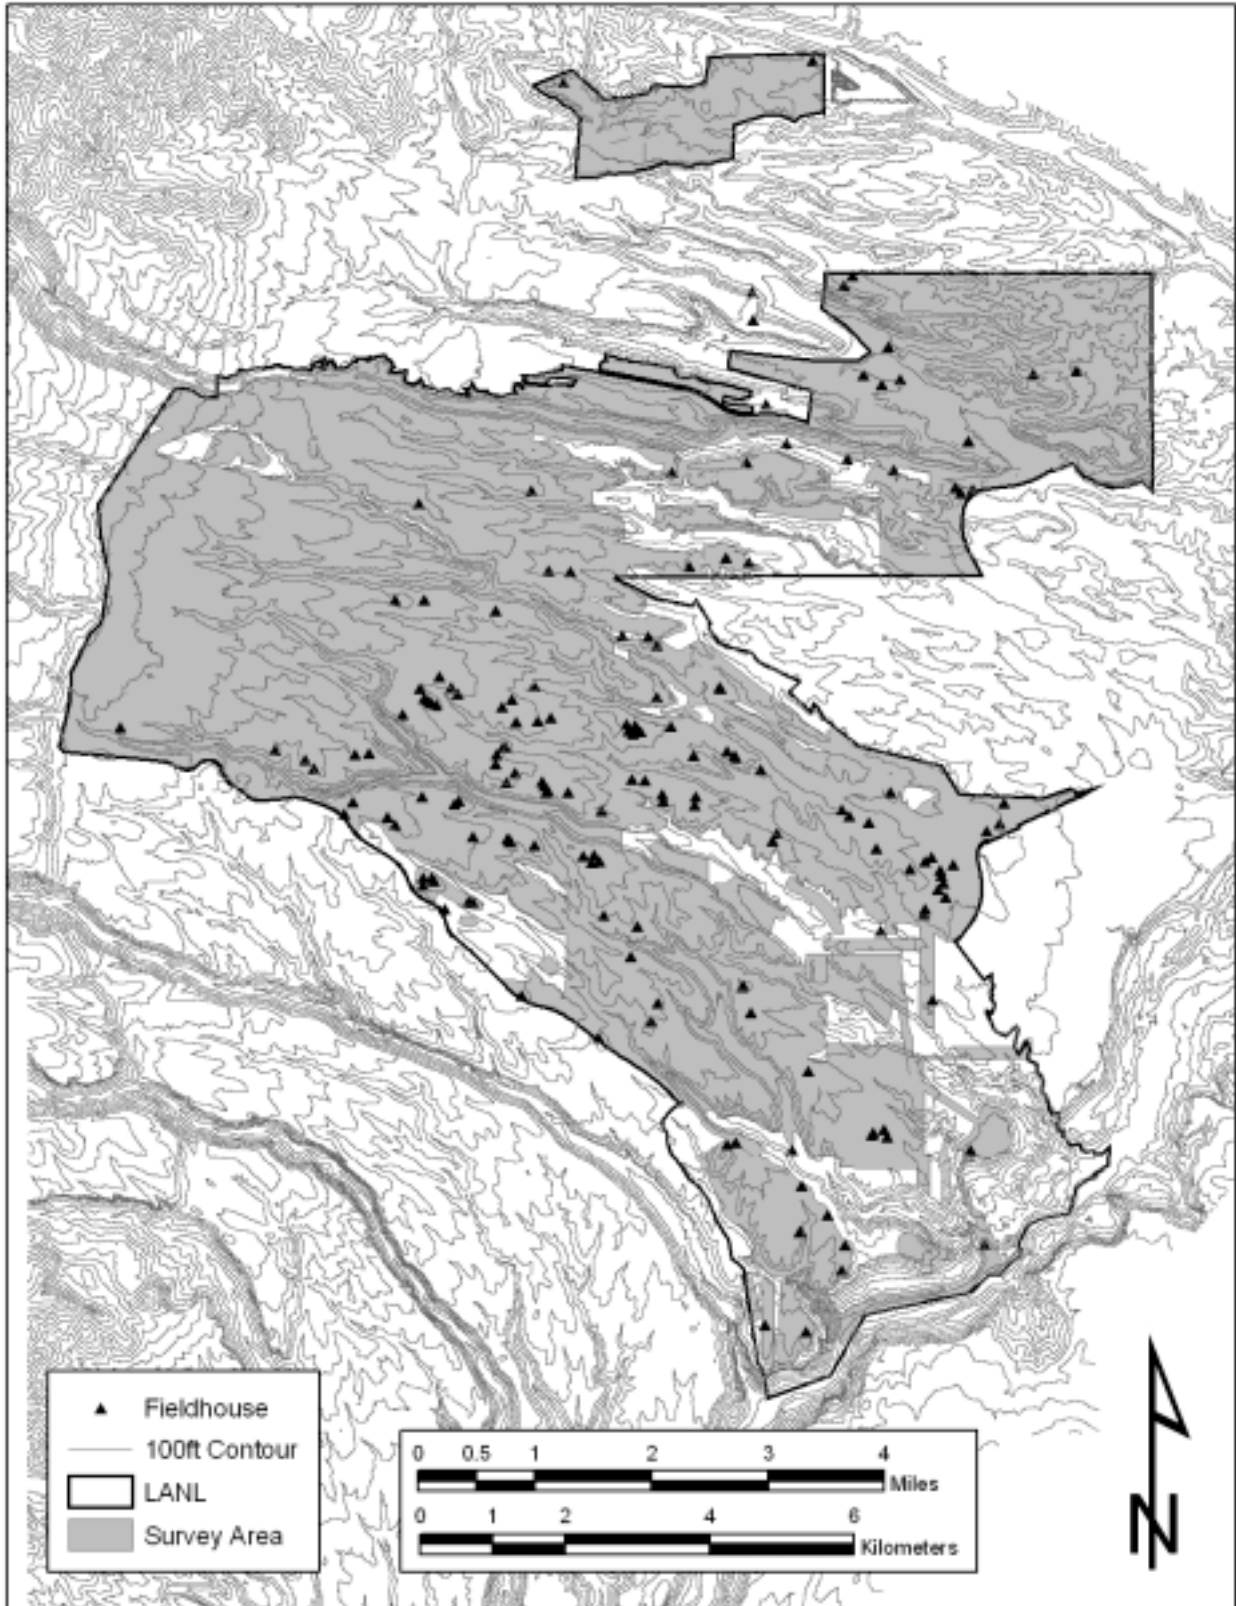 Fieldhouse
100ft Contour
LANL
Survey Area
0 0.5 1 2 3 4
Miles
0 1 2 4 6
Kilometers
N